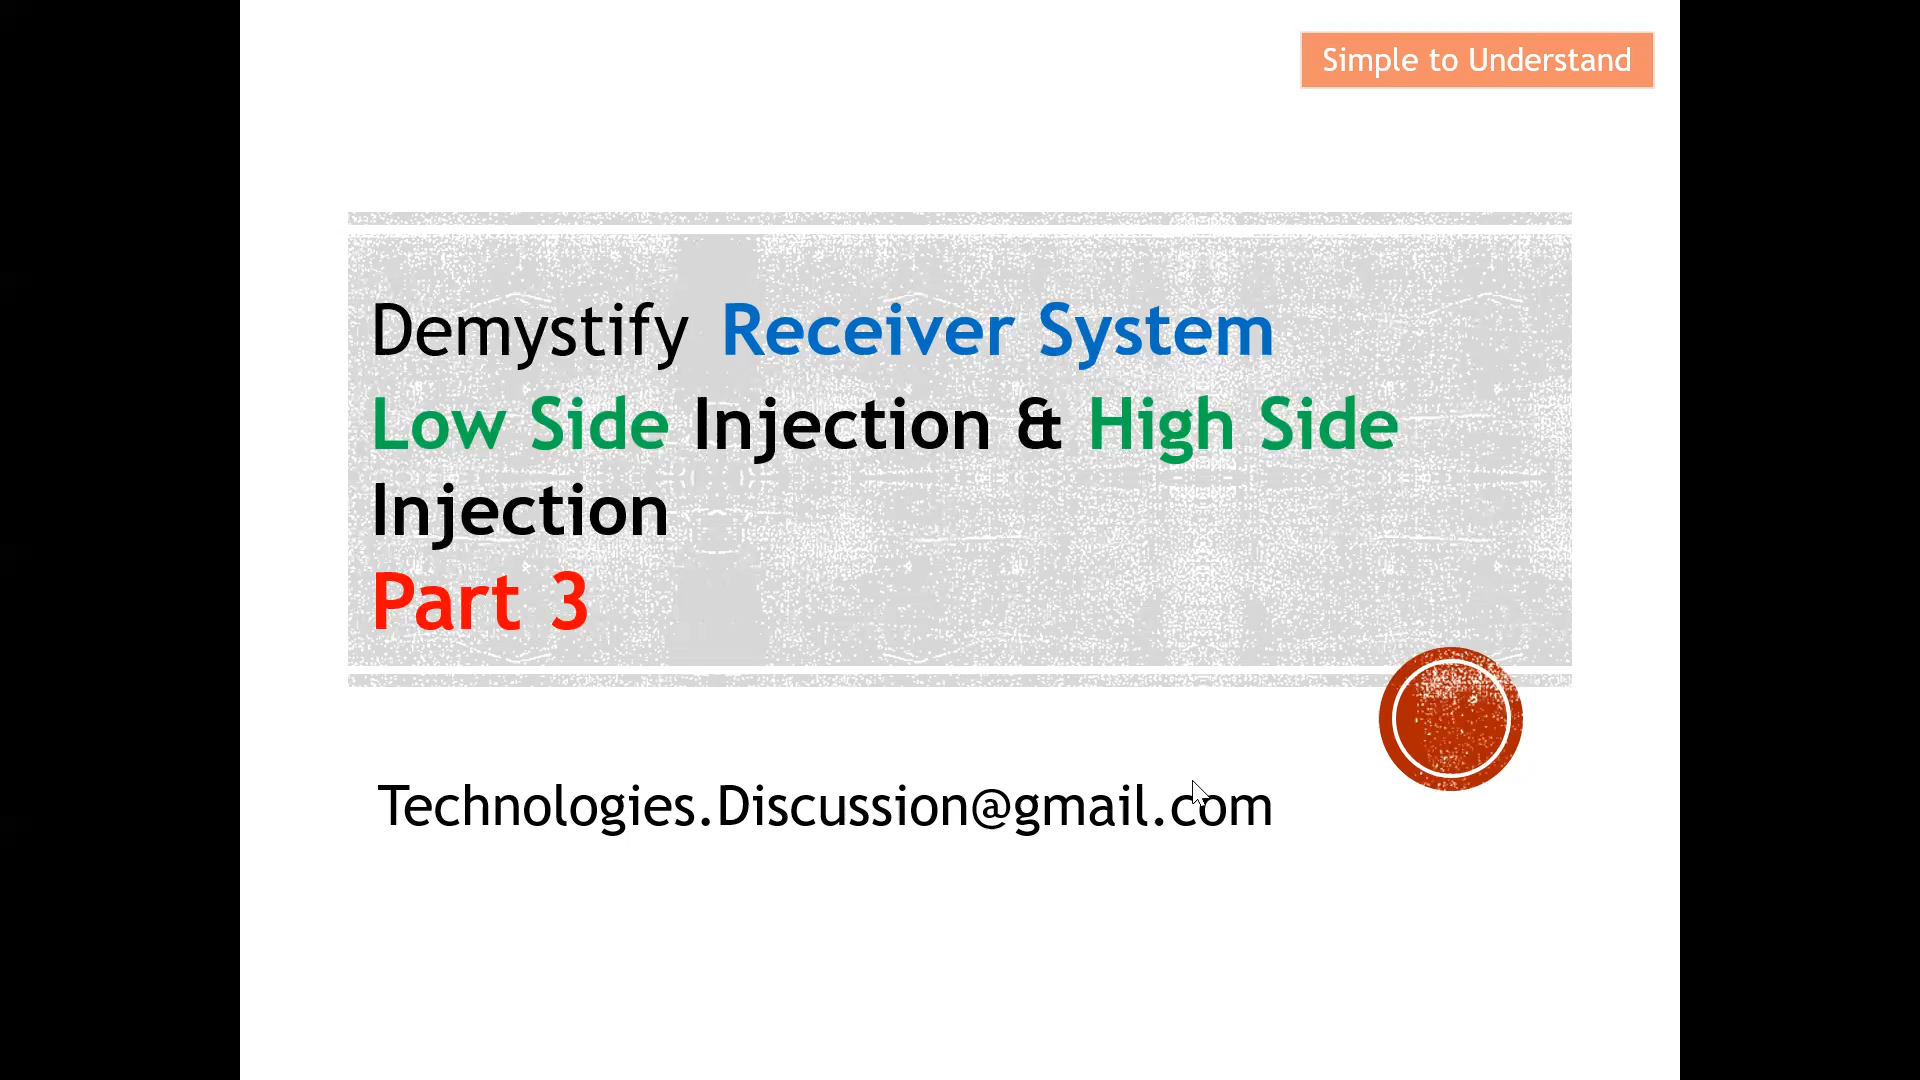 Simple to Understand
Demystify Receiver System
Low Side Injection & High Side
Injection
Part 3
Technologies.Discussion@gmail.com